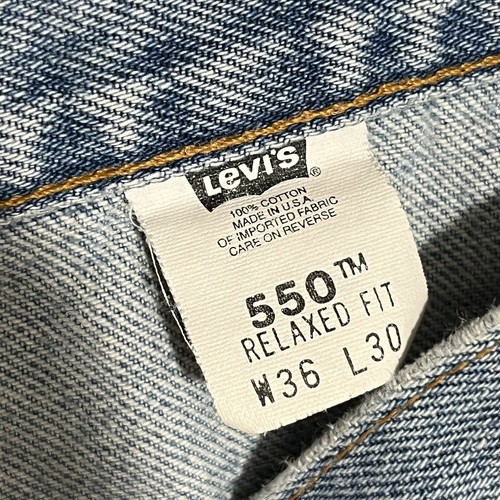 Levi's®
100% COTTON
MADE IN U.S.A.
OF IMPORTED FABRIC
CARE ON REVERSE
550™
RELAXED FIT
W36 L30